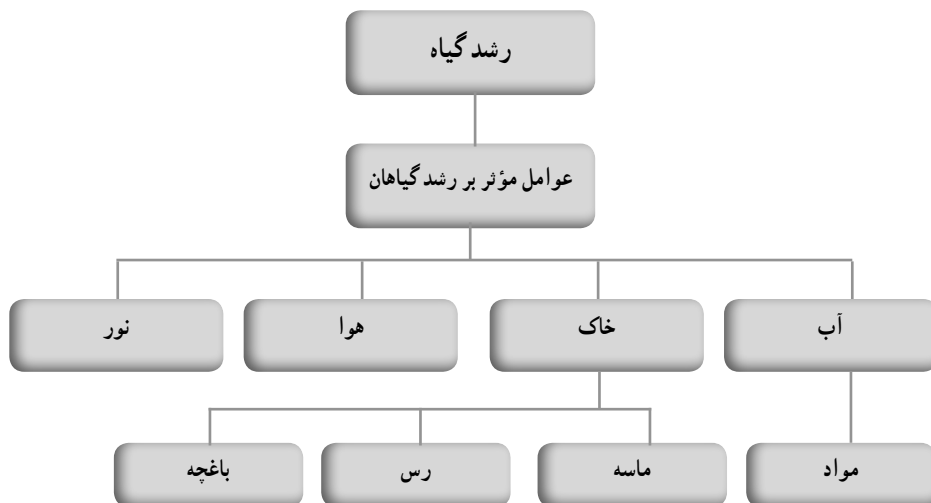 رشد گیاه
عوامل مؤثر بر رشد گیاهان
آب
خاک
هوا
نور
مواد
ماسه
رس
باغچه